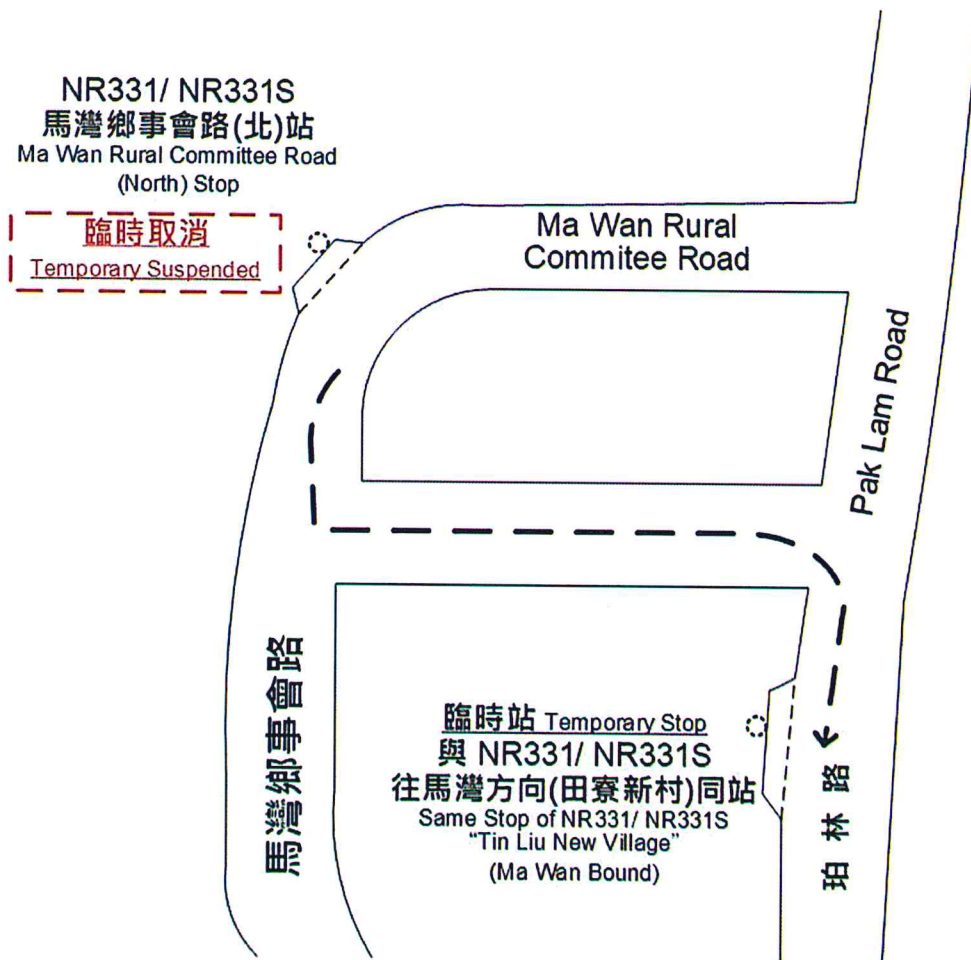 NR331/ NR331S
馬灣鄉事會路(北)站
Ma Wan Rural Committee Road
(North) Stop
臨時取消
Temporary Suspended
Ma Wan Rural
Commitee Road
Pak Lam Road
馬灣鄉事會路
臨時站 Temporary Stop
與 NR331/ NR331S
往馬灣方向(田寮新村)同站
Same Stop of NR331/ NR331S
“Tin Liu New Village”
(Ma Wan Bound)
珀林路